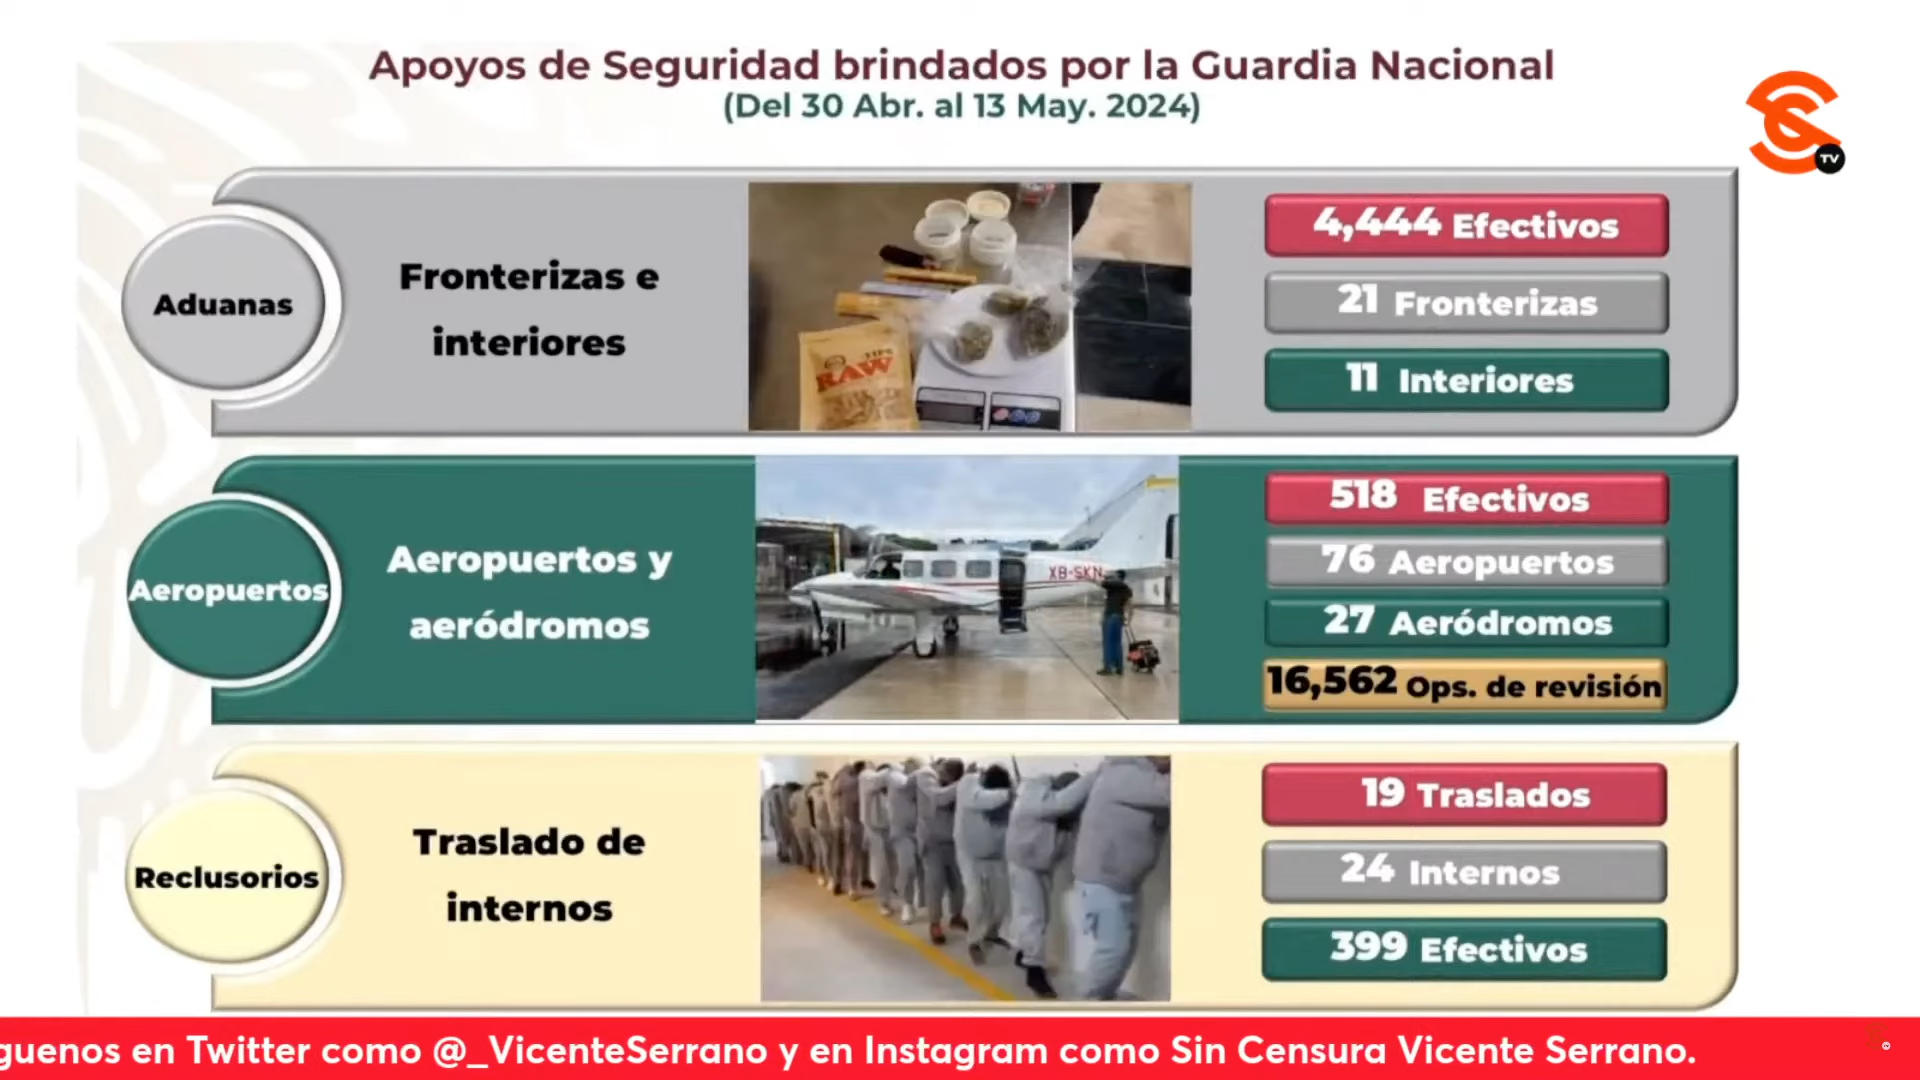 Apoyos de Seguridad brindados por la Guardia Nacional
(Del 30 Abr. al 13 May. 2024)
TV
Aduanas
Fronterizas e
interiores
TIPS
RAW
4,444 Efectivos
21 Fronterizas
11 Interiores
Aeropuertos
Aeropuertos y
aeródromos
XB-SKN
518 Efectivos
76 Aeropuertos
27 Aeródromos
16,562 Ops. de revisión
Reclusorios
Traslado de
internos
19 Traslados
24 Internos
399 Efectivos
guenos en Twitter como @_VicenteSerrano y en Instagram como Sin Censura Vicente Serrano.